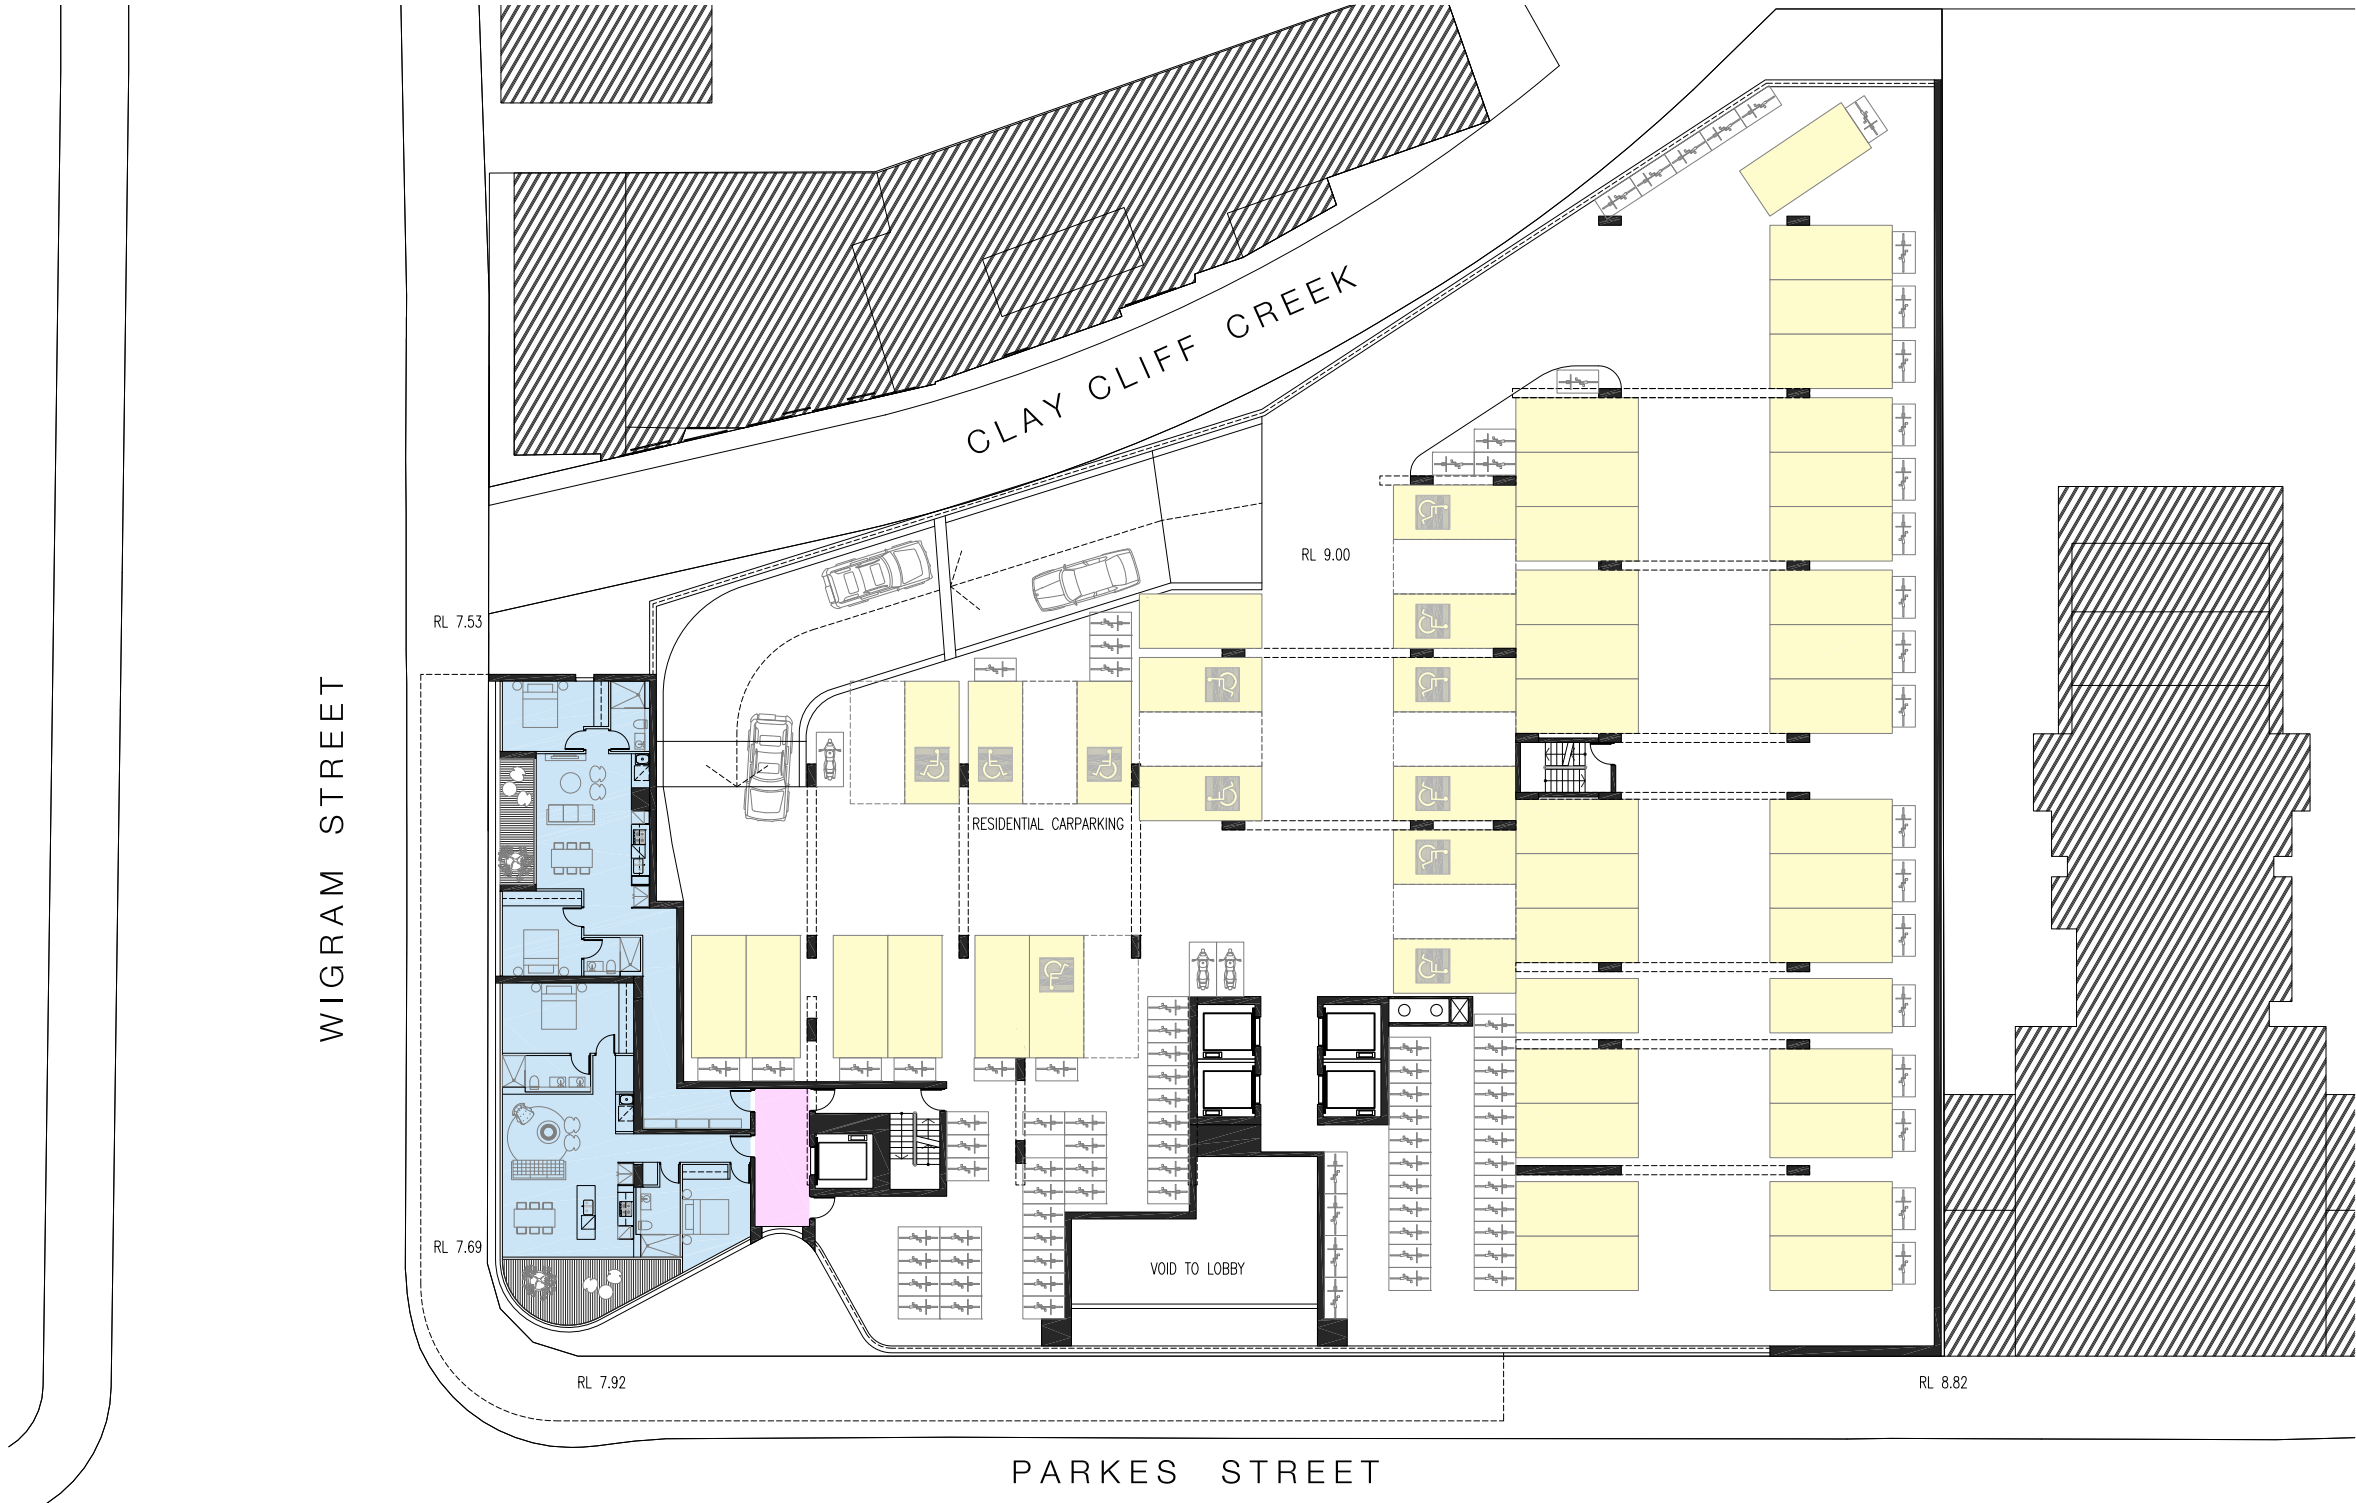 CLAY CLIFF CREEK
RL 9.00
RL 7.53
WIGRAM STREET
RESIDENTIAL CARPARKING
RL 7.69
VOID TO LOBBY
RL 7.92
RL 8.82
PARKES STREET